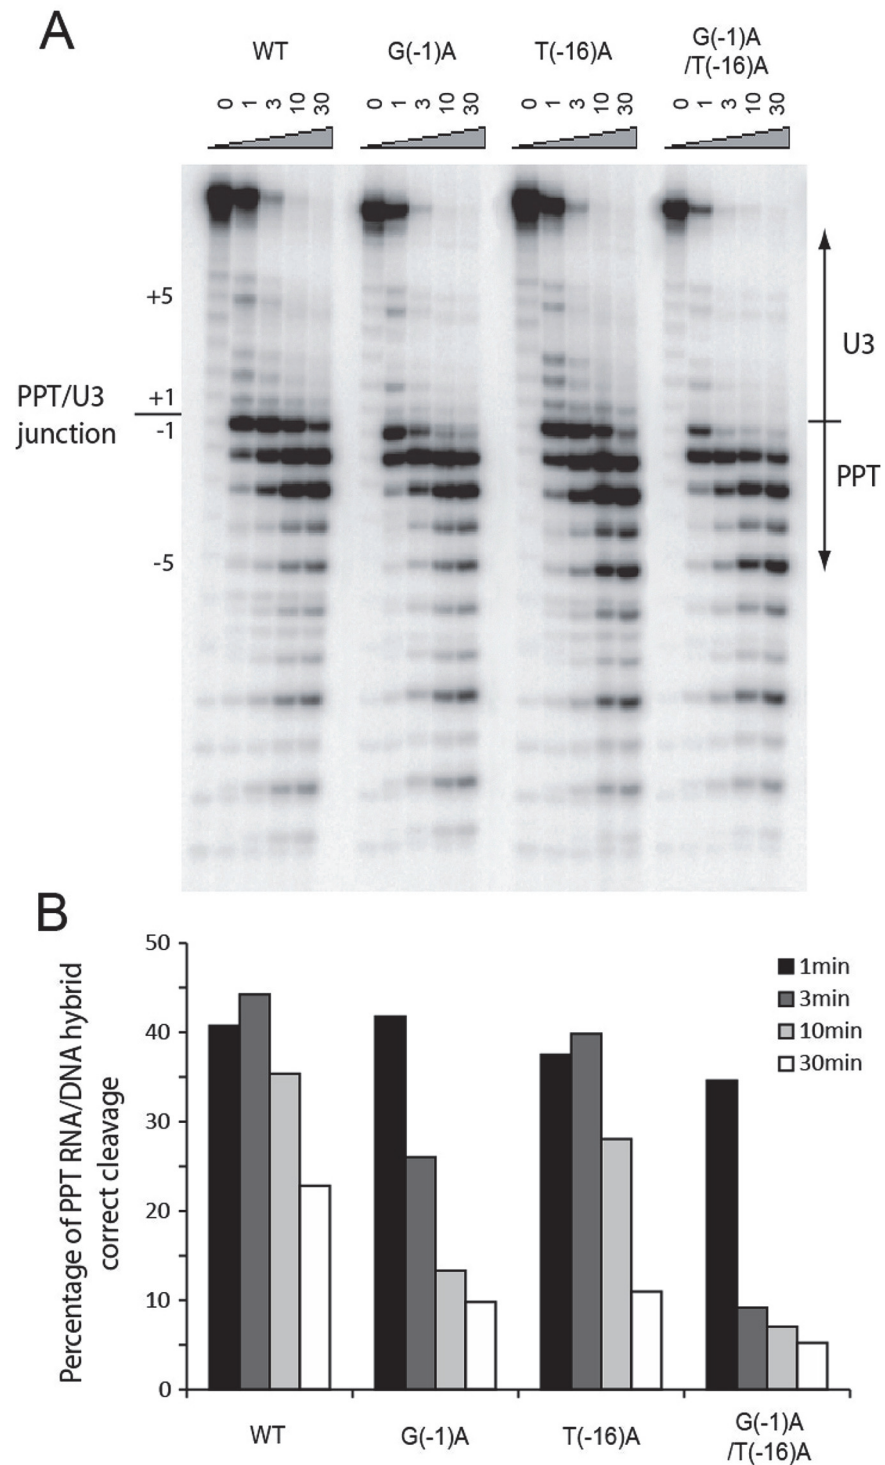 A
WT
G(-1)A
T(-16)A
G(-1)A
/T(-16)A
0 1 3 10 30
0 1 3 10 30
0 1 3 10 30
0 1 3 10 30
+5
PPT/U3
junction
+1
-1
-5
U3
PPT
B
Percentage of PPT RNA/DNA hybrid
correct cleavage
50
40
30
20
10
0
1min
3min
10min
30min
WT
G(-1)A
T(-16)A
G(-1)A
/T(-16)A